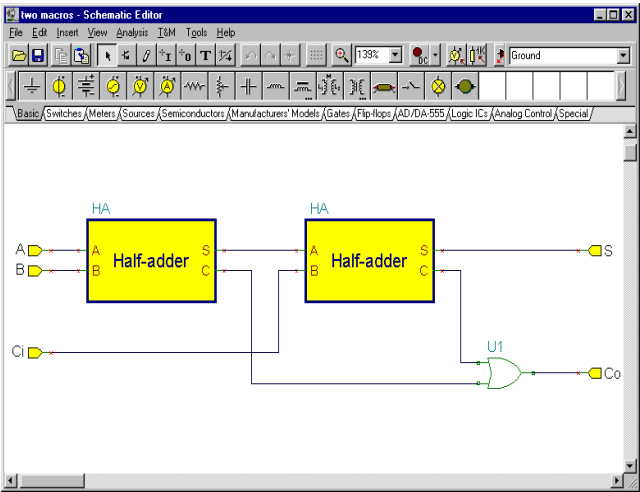 two macros - Schematic Editor
File Edit Insert View Analysis T&M Tools Help
T 139% DC 1K Ground
Basic Switches Meters Sources Semiconductors Manufacturers' Models Gates Flip-flops AD/DA-555 Logic ICs Analog Control Special
HA HA
A A S A S S
Half-adder Half-adder
B B C B C
Ci U1
Co